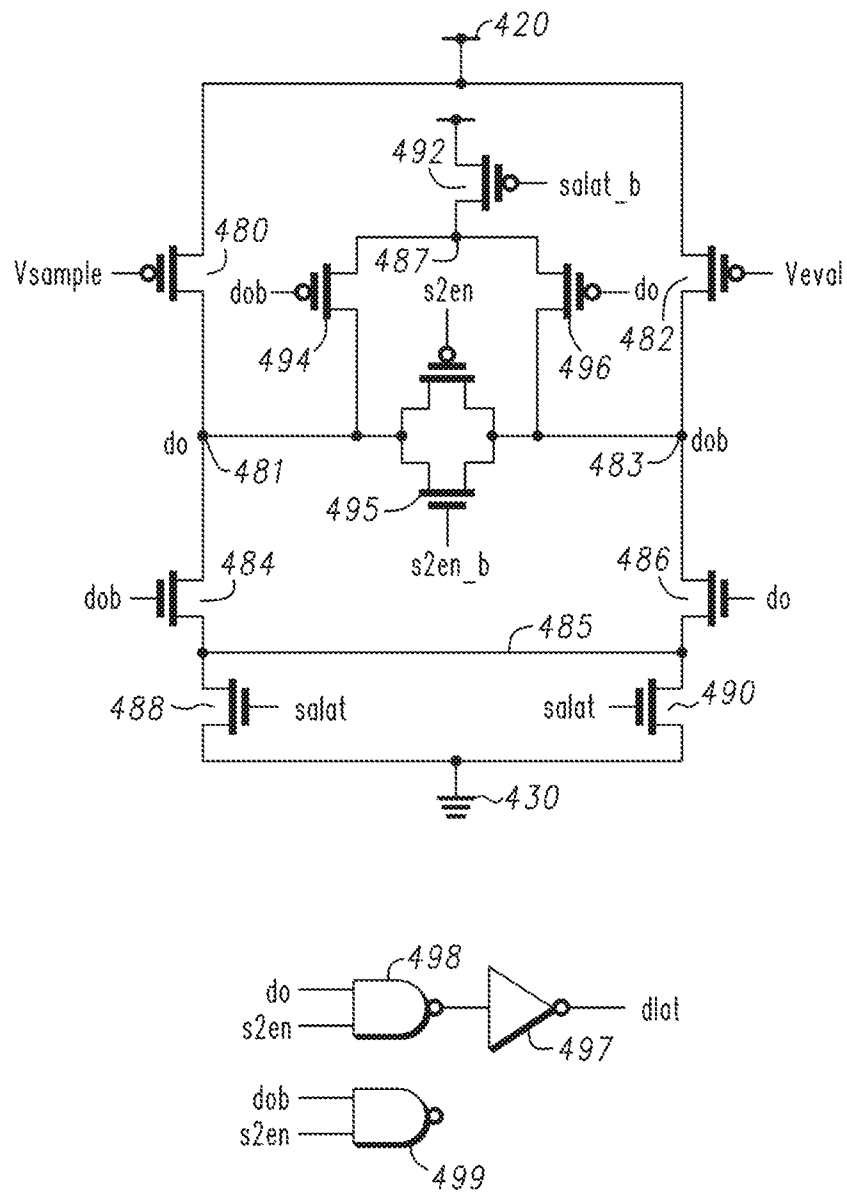 420
492
salat_b
480
Vsample
487
s2en
dob
do
482
Veval
494
496
do
481
483
dob
495
s2en_b
484
dob
486
do
485
488
salat
salat
490
430
498
do
s2en
dlat
497
dob
s2en
499